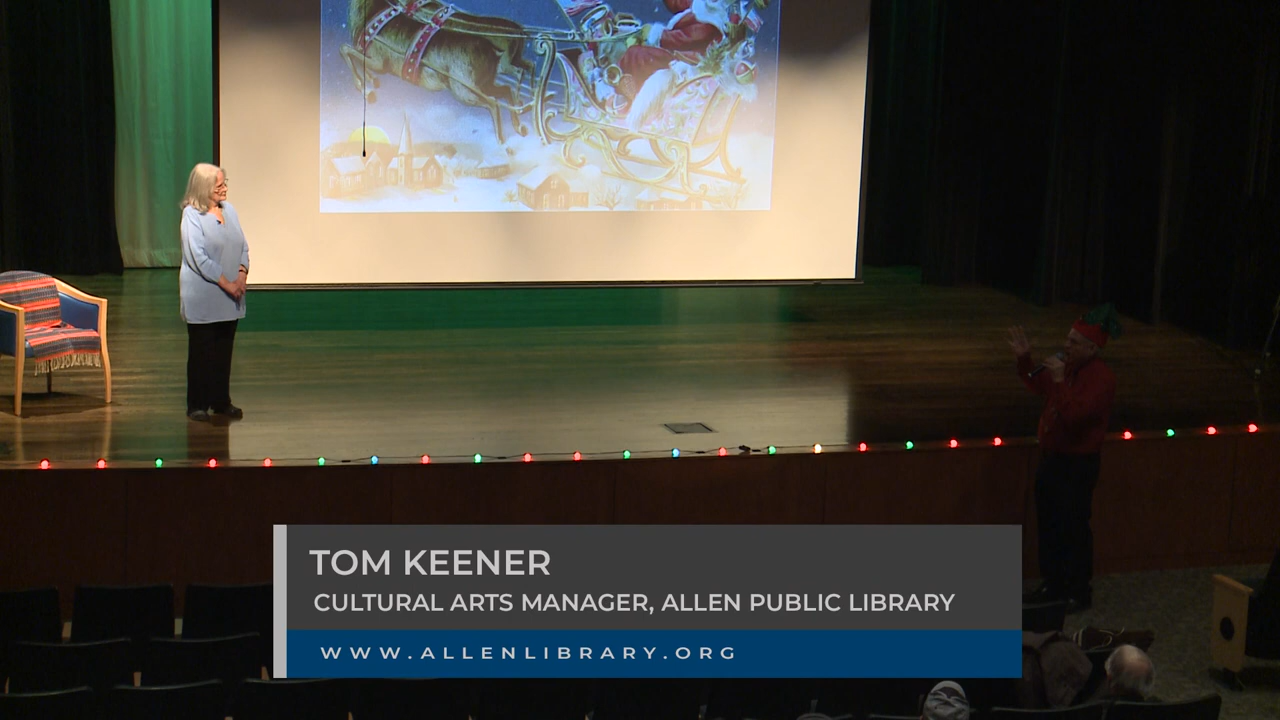 TOM KEENER
CULTURAL ARTS MANAGER, ALLEN PUBLIC LIBRARY
WWW.ALLENLIBRARY.ORG